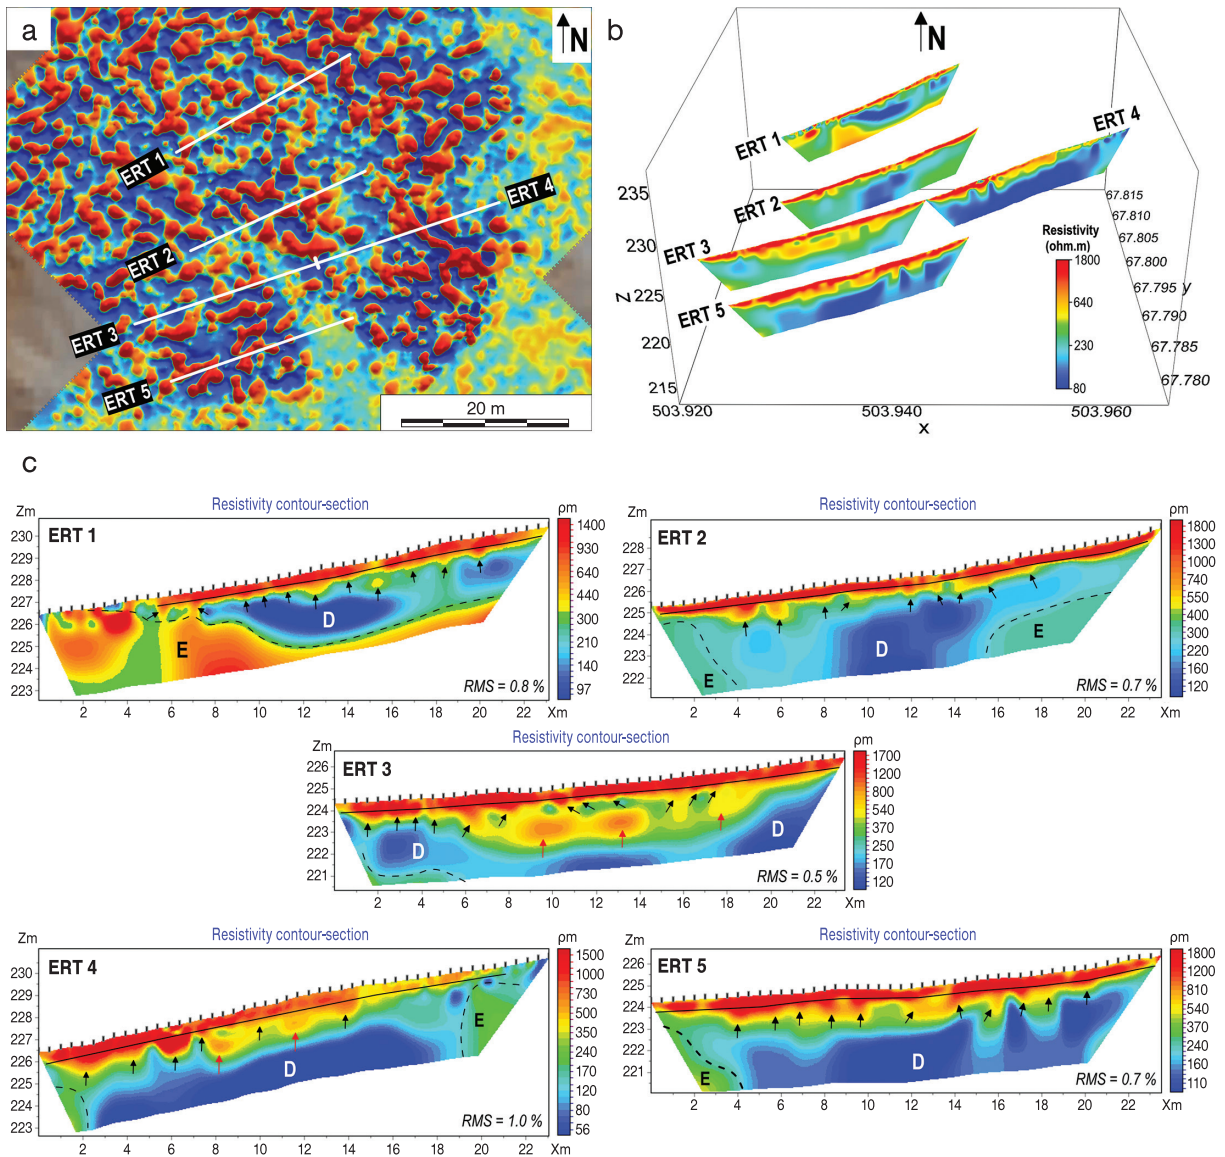 a
N
ERT 1
ERT 2
ERT 4
ERT 3
ERT 5
20 m
b
N
ERT 1
ERT 4
ERT 2
ERT 3
ERT 5
235
230
225
220
215
Z
503.920
503.940
503.960
x
67.815
67.810
67.805
67.800
67.795
67.790
67.785
67.780
y
Resistivity
(ohm.m)
1800
640
230
80
c
Resistivity contour-section
Zm
ERT 1
230
229
228
227
226
225
224
223
D
E
RMS = 0.8 %
2 4 6 8 10 12 14 16 18 20 22 Xm
ρm
1400
930
640
440
300
210
140
97
Resistivity contour-section
Zm
ERT 2
228
227
226
225
224
223
222
E
D
E
RMS = 0.7 %
2 4 6 8 10 12 14 16 18 20 22 Xm
ρm
1800
1300
820
550
400
260
180
120
Resistivity contour-section
Zm
ERT 3
226
225
224
223
222
221
D
D
RMS = 0.5 %
2 4 6 8 10 12 14 16 18 20 22 Xm
ρm
1700
1200
790
540
370
250
170
120
Resistivity contour-section
Zm
ERT 4
230
229
228
227
226
225
224
223
D
E
RMS = 1.0 %
2 4 6 8 10 12 14 16 18 20 22 Xm
ρm
1500
1000
730
500
350
240
170
120
80
56
Resistivity contour-section
Zm
ERT 5
226
225
224
223
222
221
E
D
RMS = 0.7 %
2 4 6 8 10 12 14 16 18 20 22 Xm
ρm
1800
1200
810
540
360
240
160
110